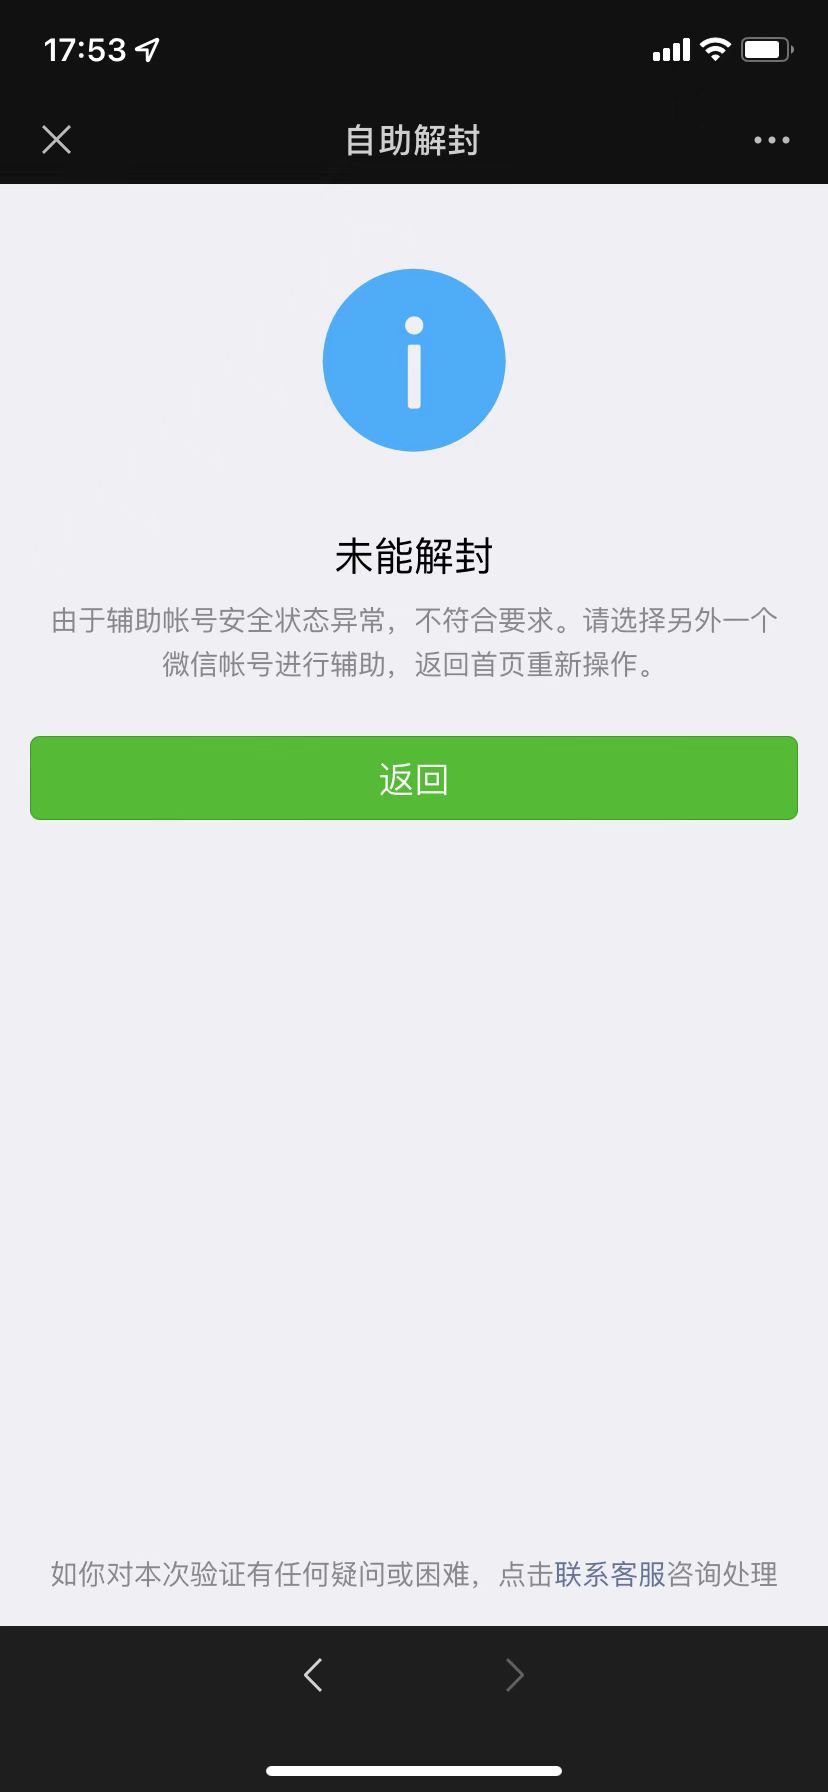 17:53
自助解封
未能解封
由于辅助帐号安全状态异常，不符合要求。请选择另外一个
微信帐号进行辅助，返回首页重新操作。
返回
如你对本次验证有任何疑问或困难，点击联系客服咨询处理